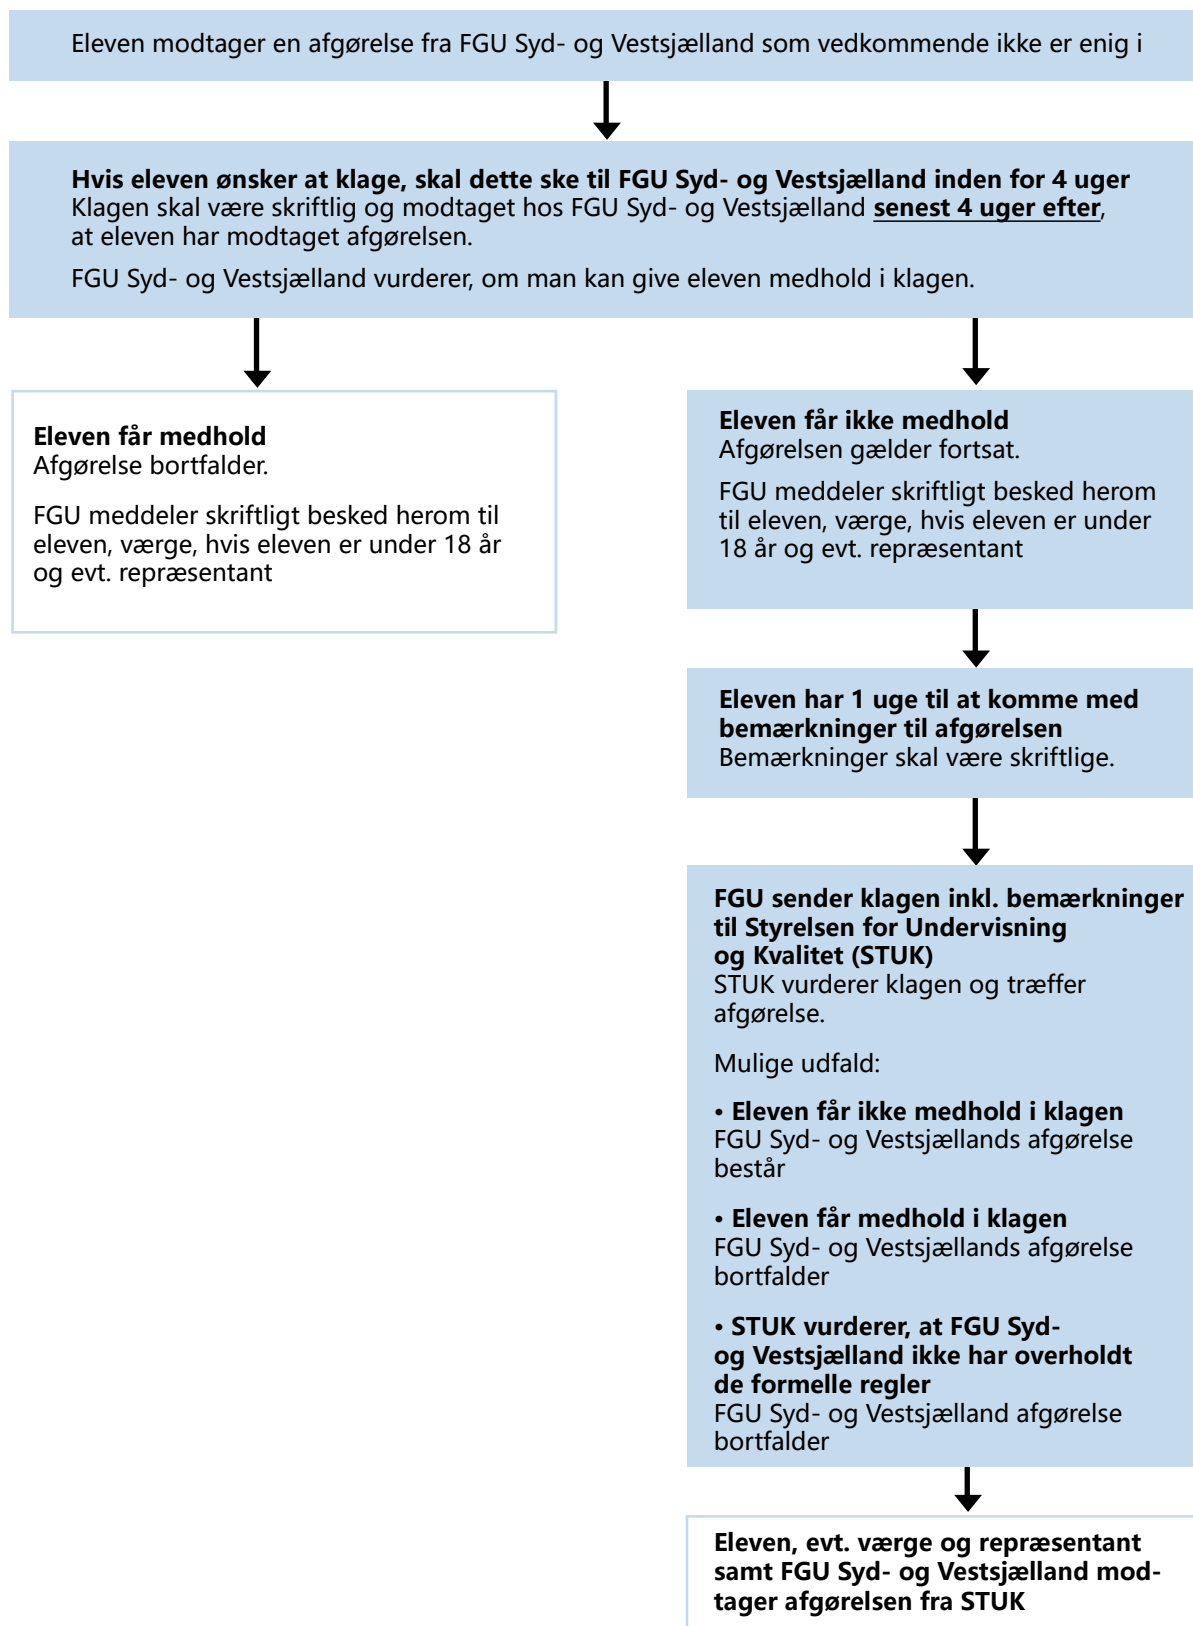 Eleven modtager en afgørelse fra FGU Syd- og Vestsjælland som vedkommende ikke er enig i
Hvis eleven ønsker at klage, skal dette ske til FGU Syd- og Vestsjælland inden for 4 uger
Klagen skal være skriftlig og modtaget hos FGU Syd- og Vestsjælland senest 4 uger efter,
at eleven har modtaget afgørelsen.
FGU Syd- og Vestsjælland vurderer, om man kan give eleven medhold i klagen.
Eleven får medhold
Afgørelse bortfalder.
FGU meddeler skriftligt besked herom til
eleven, værge, hvis eleven er under 18 år
og evt. repræsentant
Eleven får ikke medhold
Afgørelsen gælder fortsat.
FGU meddeler skriftligt besked herom
til eleven, værge, hvis eleven er under
18 år og evt. repræsentant
Eleven har 1 uge til at komme med
bemærkninger til afgørelsen
Bemærkninger skal være skriftlige.
FGU sender klagen inkl. bemærkninger
til Styrelsen for Undervisning
og Kvalitet (STUK)
STUK vurderer klagen og træffer
afgørelse.
Mulige udfald:
• Eleven får ikke medhold i klagen
FGU Syd- og Vestsjællands afgørelse
består
• Eleven får medhold i klagen
FGU Syd- og Vestsjællands afgørelse
bortfalder
• STUK vurderer, at FGU Syd-
og Vestsjælland ikke har overholdt
de formelle regler
FGU Syd- og Vestsjælland afgørelse
bortfalder
Eleven, evt. værge og repræsentant
samt FGU Syd- og Vestsjælland mod-
tager afgørelsen fra STUK